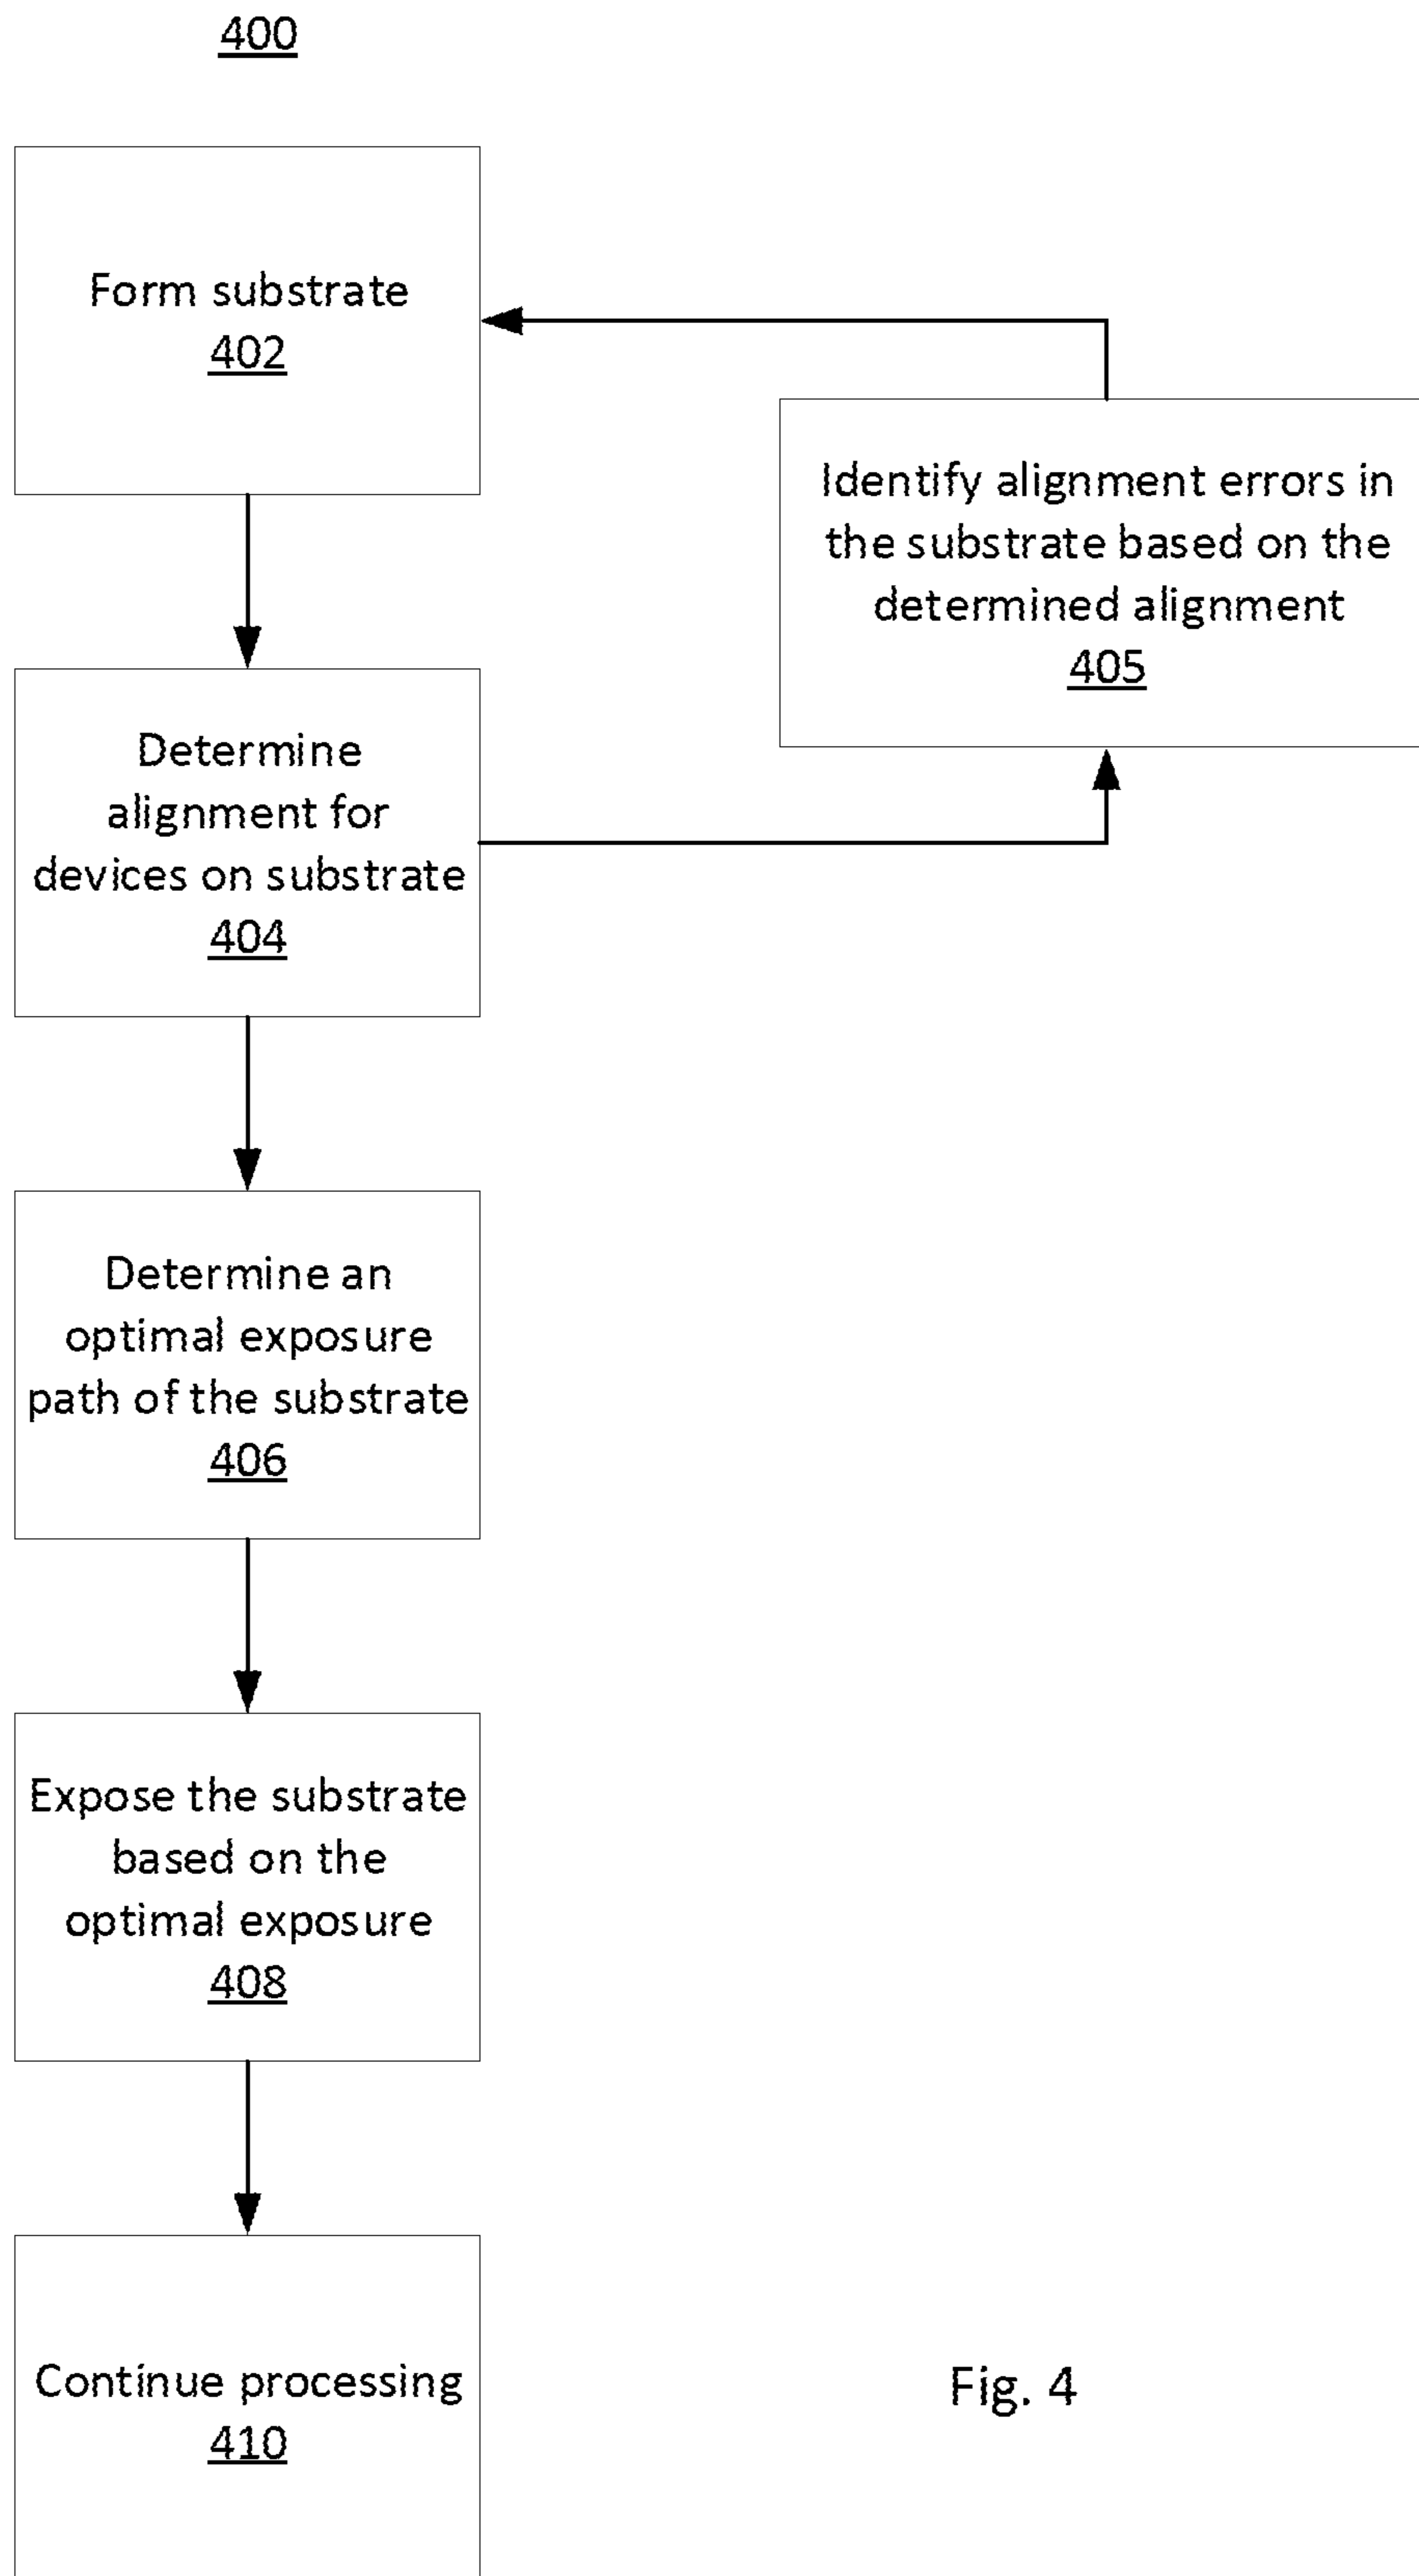 400
Form substrate
402
Identify alignment errors in
the substrate based on the
determined alignment
405
Determine
alignment for
devices on substrate
404
Determine an
optimal exposure
path of the substrate
406
Expose the substrate
based on the
optimal exposure
408
Continue processing
410
Fig. 4